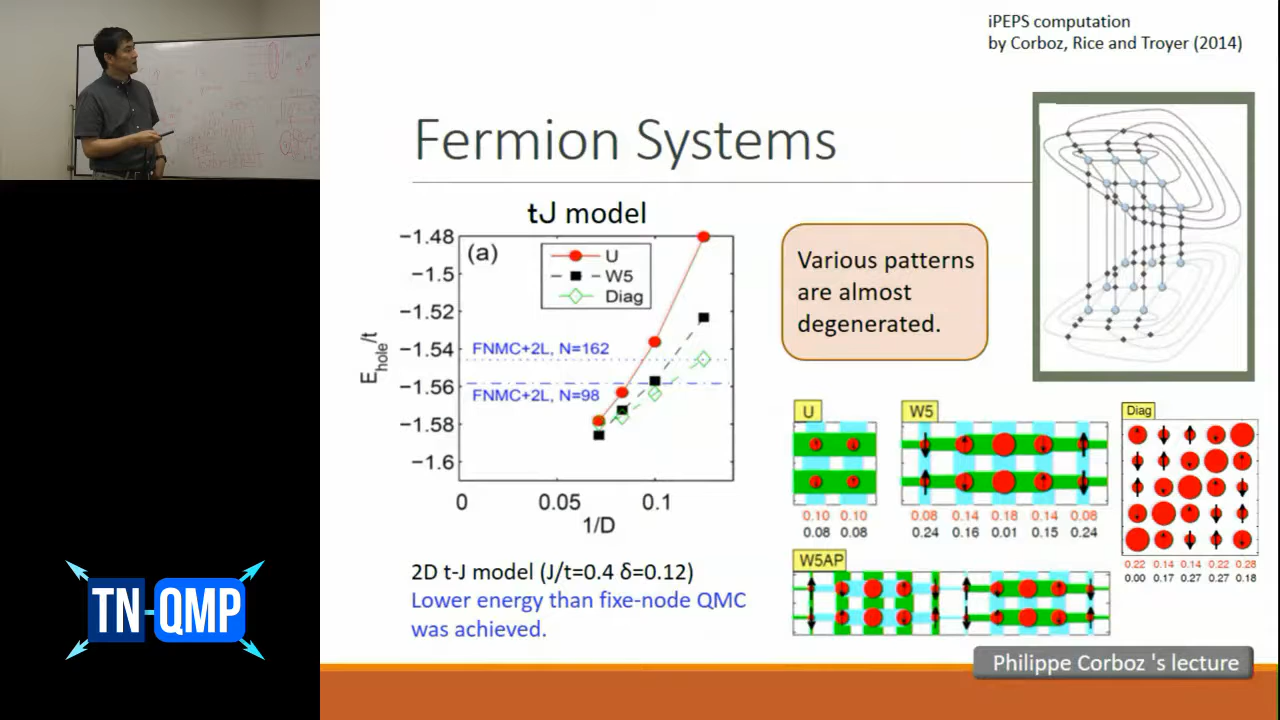 iPEPS computation
by Corboz, Rice and Troyer (2014)
Fermion Systems
tJ model
(a)
U
W5
Diag
FNMC+2L, N=162
FNMC+2L, N=98
−1.48
−1.5
−1.52
−1.54
−1.56
−1.58
−1.6
E_hole/t
0
0.05
0.1
1/D
Various patterns
are almost
degenerated.
U
0.10 0.10
0.08 0.08
W5
0.08 0.14 0.18 0.14 0.08
0.24 0.16 0.01 0.15 0.24
Diag
0.22 0.14 0.14 0.22 0.28
0.00 0.17 0.27 0.27 0.18
W5AP
2D t-J model (J/t=0.4 δ=0.12)
Lower energy than fixe-node QMC
was achieved.
Philippe Corboz 's lecture
TN-QMP